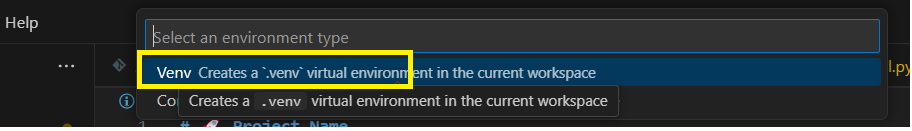 Help
Select an environment type
Venv Creates a `.venv` virtual environment in the current workspace
l.py
Co
Creates a .venv virtual environment in the current workspace
1 # 🚀 Project Name